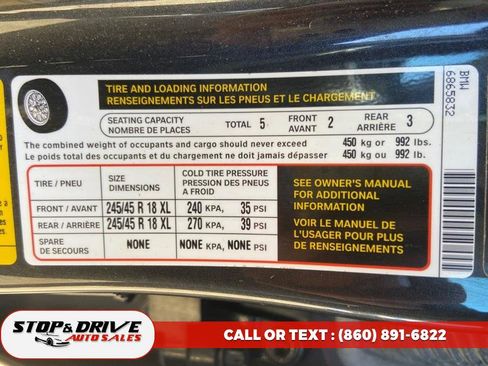 TIRE AND LOADING INFORMATION
RENSEIGNEMENTS SUR LES PNEUS ET LE CHARGEMENT
SEATING CAPACITY
NOMBRE DE PLACES
TOTAL 5
FRONT
AVANT 2
REAR
ARRIÈRE 3
The combined weight of occupants and cargo should never exceed 450 kg or 992 lbs.
Le poids total des occupants et du chargement ne doit jamais dépasser 450 kg ou 992 lb.
TIRE / PNEU
SIZE
DIMENSIONS
COLD TIRE PRESSURE
PRESSION DES PNEUS
A FROID
FRONT / AVANT 245/45 R 18 XL 240 KPA, 35 PSI
REAR / ARRIÈRE 245/45 R 18 XL 270 KPA, 39 PSI
SPARE
DE SECOURS
NONE NONE KPA, NONE PSI
SEE OWNER'S MANUAL
FOR ADDITIONAL
INFORMATION
VOIR LE MANUEL DE
L'USAGER POUR PLUS
DE RENSEIGNEMENTS
BMW
6865832
STOP & DRIVE
AUTO SALES
CALL OR TEXT : (860) 891-6822